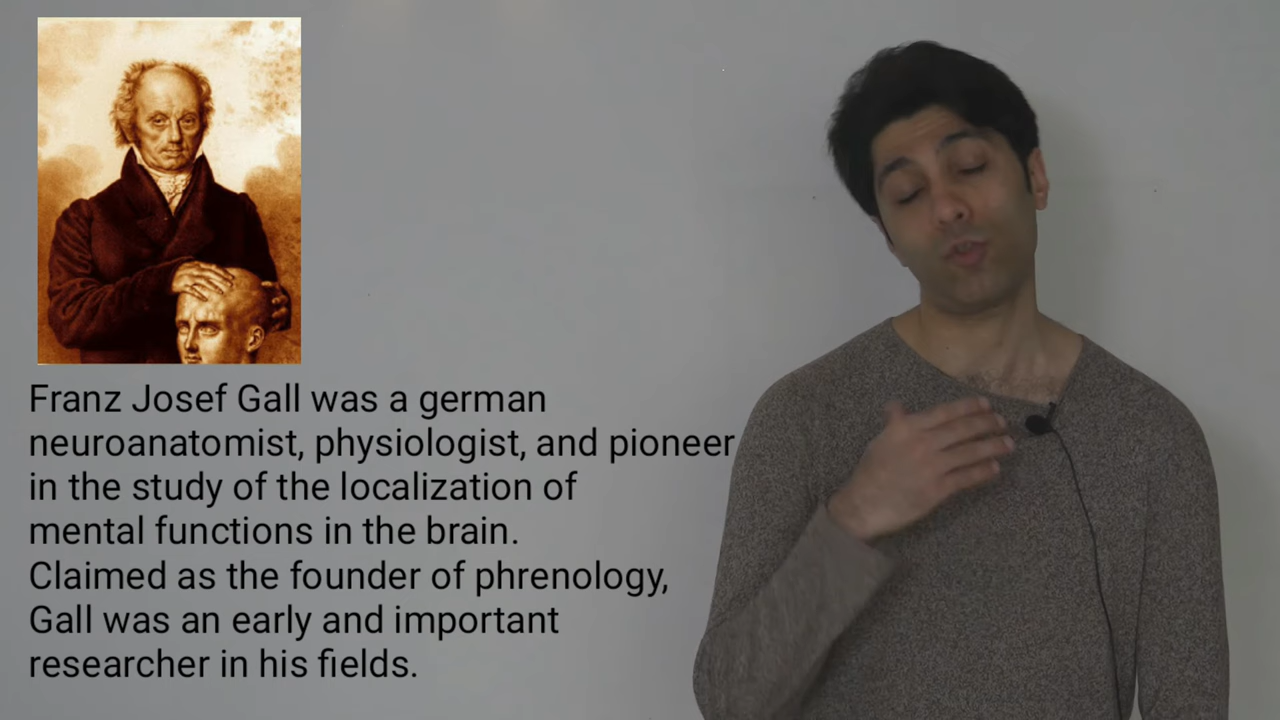 Franz Josef Gall was a german
neuroanatomist, physiologist, and pioneer
in the study of the localization of
mental functions in the brain.
Claimed as the founder of phrenology,
Gall was an early and important
researcher in his fields.